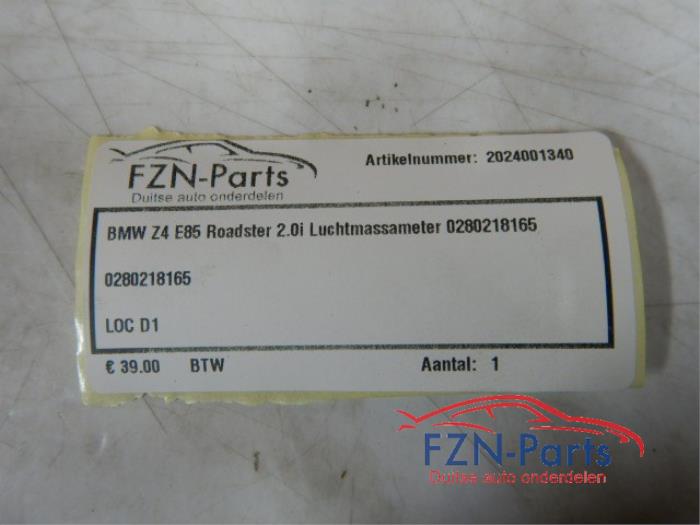 FZN-Parts
Duitse auto onderdelen
Artikelnummer: 2024001340
BMW Z4 E85 Roadster 2.0i Luchtmassameter 0280218165
0280218165
LOC D1
€ 39.00 BTW Aantal: 1
FZN-Parts
Duitse auto onderdelen